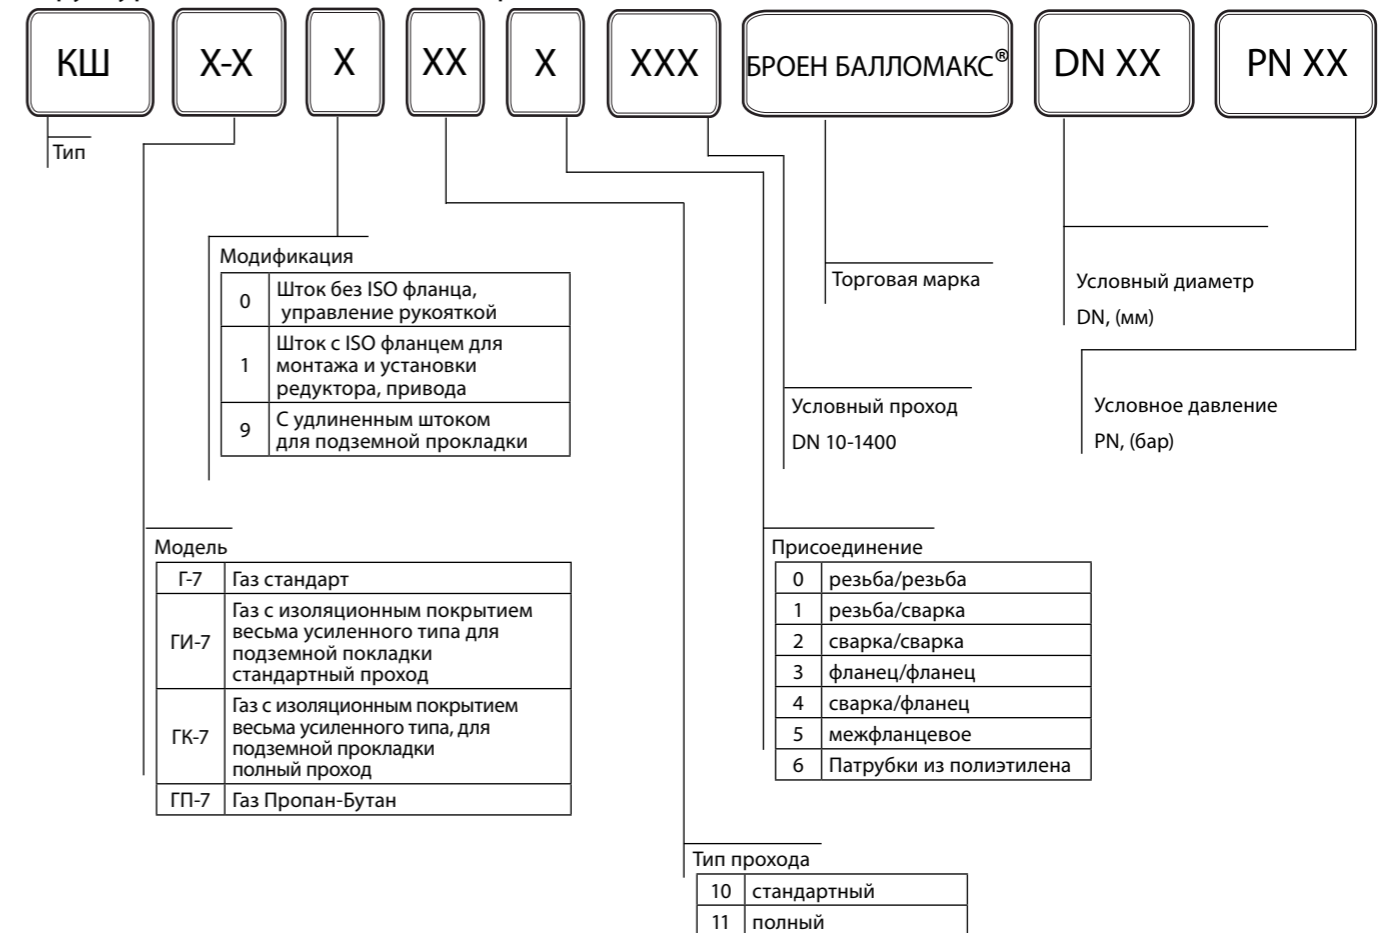 КШ
Х-Х
Х
ХХ
Х
ХХХ
БРОЕН БАЛЛОМАКС®
DN XX
PN XX
Тип
Модификация
0 Шток без ISO фланца,
управление рукояткой
1 Шток с ISO фланцем для
монтажа и установки
редуктора, привода
9 С удлиненным штоком
для подземной прокладки
Торговая марка
Условный диаметр
DN, (мм)
Условный проход
DN 10-1400
Условное давление
PN, (бар)
Модель
Г-7 Газ стандарт
ГИ-7 Газ с изоляционным покрытием
весьма усиленного типа для
подземной покладки
стандартный проход
ГК-7 Газ с изоляционным покрытием
весьма усиленного типа, для
подземной прокладки
полный проход
ГП-7 Газ Пропан-Бутан
Присоединение
0 резьба/резьба
1 резьба/сварка
2 сварка/сварка
3 фланец/фланец
4 сварка/фланец
5 межфланцевое
6 Патрубки из полиэтилена
Тип прохода
10 стандартный
11 полный